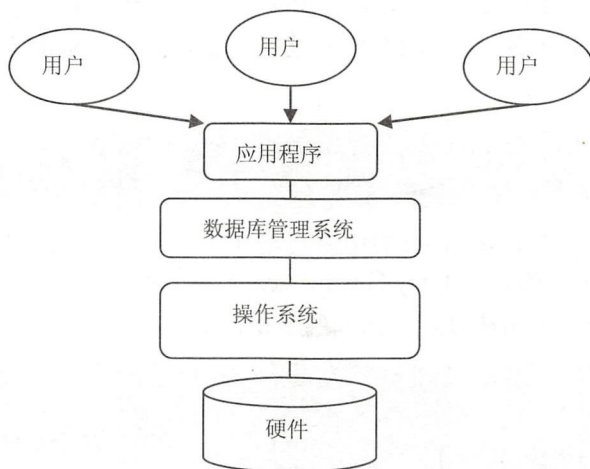 用户
用户
用户
应用程序
数据库管理系统
操作系统
硬件